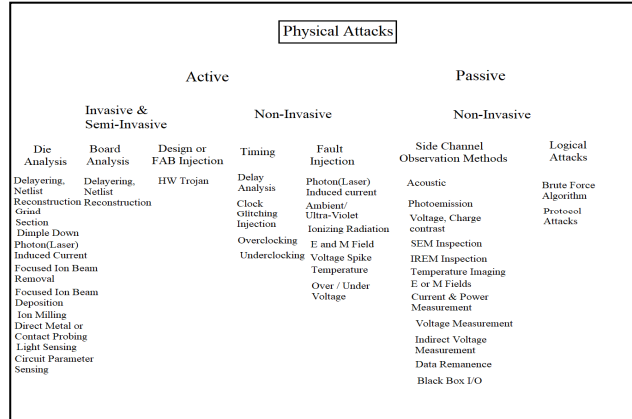 Physical Attacks
Active
Passive
Invasive &
Semi-Invasive
Non-Invasive
Non-Invasive
Die
Analysis
Board
Analysis
Design or
FAB Injection
Timing
Fault
Injection
Side Channel
Observation Methods
Logical
Attacks
Delayering,
Netlist
Reconstruction
Grind
Section
Dimple Down
Photon(Laser)
Induced Current
Focused Ion Beam
Removal
Focused Ion Beam
Deposition
Ion Milling
Direct Metal or
Contact Probing
Light Sensing
Circuit Parameter
Sensing
Delayering,
Netlist
Reconstruction
HW Trojan
Delay
Analysis
Clock
Glitching
Injection
Overclocking
Underclocking
Photon(Laser)
Induced current
Ambient/
Ultra-Violet
Ionizing Radiation
E and M Field
Voltage Spike
Temperature
Over / Under
Voltage
Acoustic
Photoemission
Voltage, Charge
contrast
SEM Inspection
IREM Inspection
Temperature Imaging
E or M Fields
Current & Power
Measurement
Voltage Measurement
Indirect Voltage
Measurement
Data Remanence
Black Box I/O
Brute Force
Algorithm
Protocol
Attacks